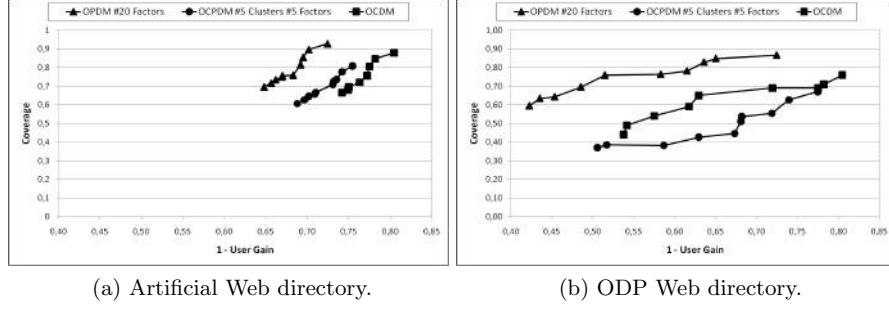 OPDM #20 Factors OCPDM #5 Clusters #5 Factors OCDM
1
0,9
0,8
0,7
0,6
0,5
0,4
0,3
0,2
0,1
0
Coverage
0,40 0,45 0,50 0,55 0,60 0,65 0,70 0,75 0,80 0,85
1 - User Gain
(a) Artificial Web directory.
OPDM #20 Factors OCPDM #5 Clusters #5 Factors OCDM
1,00
0,90
0,80
0,70
0,60
0,50
0,40
0,30
0,20
0,10
0,00
Coverage
0,40 0,45 0,50 0,55 0,60 0,65 0,70 0,75 0,80 0,85
1 - User Gain
(b) ODP Web directory.